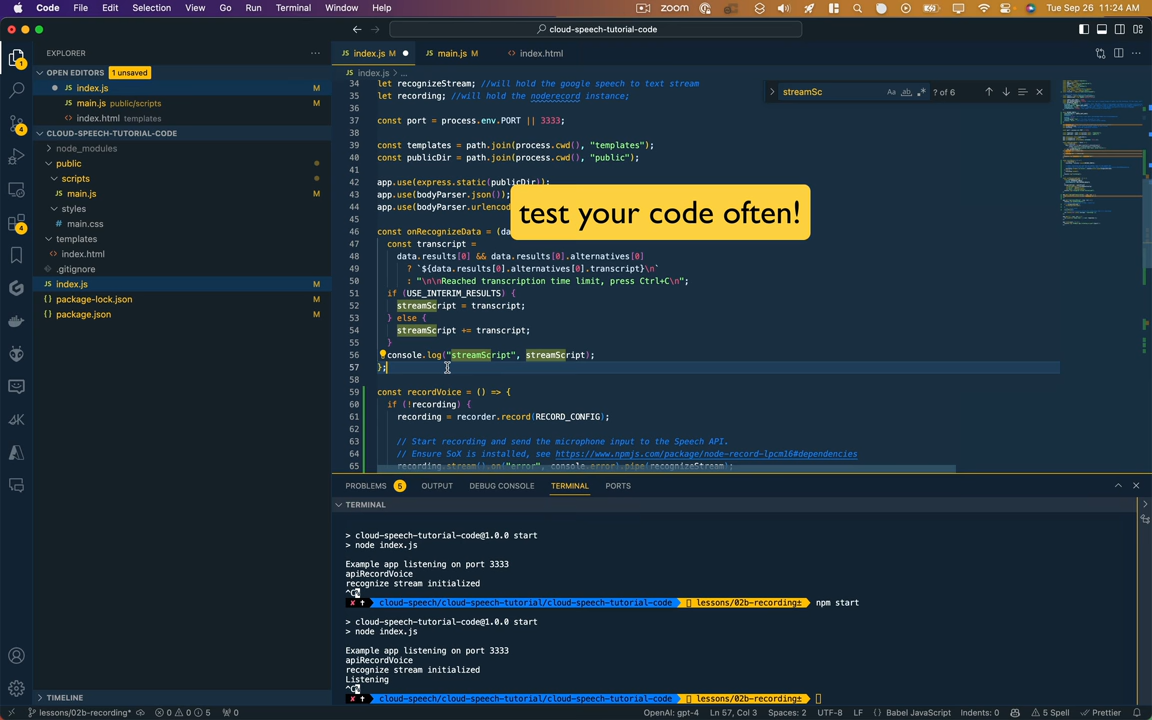 Code File Edit Selection View Go Run Terminal Window Help zoom Tue Sep 26 11:24 AM
cloud-speech-tutorial-code
EXPLORER
OPEN EDITORS 1 unsaved
index.js M
main.js public/scripts M
index.html templates
CLOUD-SPEECH-TUTORIAL-CODE
node_modules
public
scripts
main.js M
styles
main.css
templates
index.html
.gitignore
index.js M
package-lock.json M
package.json M
TIMELINE
index.js M main.js M index.html
index.js > ...
streamSc Aa ab ? of 6
34 let recognizeStream; //will hold the google speech to text stream
35 let recording; //will hold the noderecord instance;
36
37 const port = process.env.PORT || 3333;
38
39 const templates = path.join(process.cwd(), "templates");
40 const publicDir = path.join(process.cwd(), "public");
41
42 app.use(express.static(publicDir));
43 app.use(bodyParser.json());
44 app.use(bodyParser.urlencod
45
test your code often!
46 const onRecognizeData = (da
47 const transcript =
48 data.results[0] && data.results[0].alternatives[0]
49 ? `${data.results[0].alternatives[0].transcript}\n`
50 : "\n\nReached transcription time limit, press Ctrl+C\n";
51 if (USE_INTERIM_RESULTS) {
52 streamScript = transcript;
53 } else {
54 streamScript += transcript;
55 }
56 console.log("streamScript", streamScript);
57 };
58
59 const recordVoice = () => {
60 if (!recording) {
61 recording = recorder.record(RECORD_CONFIG);
62
63 // Start recording and send the microphone input to the Speech API.
64 // Ensure SoX is installed, see https://www.npmjs.com/package/node-record-lpcm16#dependencies
65 recording.stream().on("error", console.error).pipe(recognizeStream);
PROBLEMS 5 OUTPUT DEBUG CONSOLE TERMINAL PORTS
TERMINAL
> cloud-speech-tutorial-code@1.0.0 start
> node index.js
Example app listening on port 3333
apiRecordVoice
recognize stream initialized
^C
cloud-speech/cloud-speech-tutorial/cloud-speech-tutorial-code lessons/02b-recording± npm start
> cloud-speech-tutorial-code@1.0.0 start
> node index.js
Example app listening on port 3333
apiRecordVoice
recognize stream initialized
Listening
^C
cloud-speech/cloud-speech-tutorial/cloud-speech-tutorial-code lessons/02b-recording±
lessons/02b-recording* 0 0 5 0 OpenAI: gpt-4 Ln 57, Col 3 Spaces: 2 UTF-8 LF {} Babel JavaScript Indents: 0 5 Spell Prettier